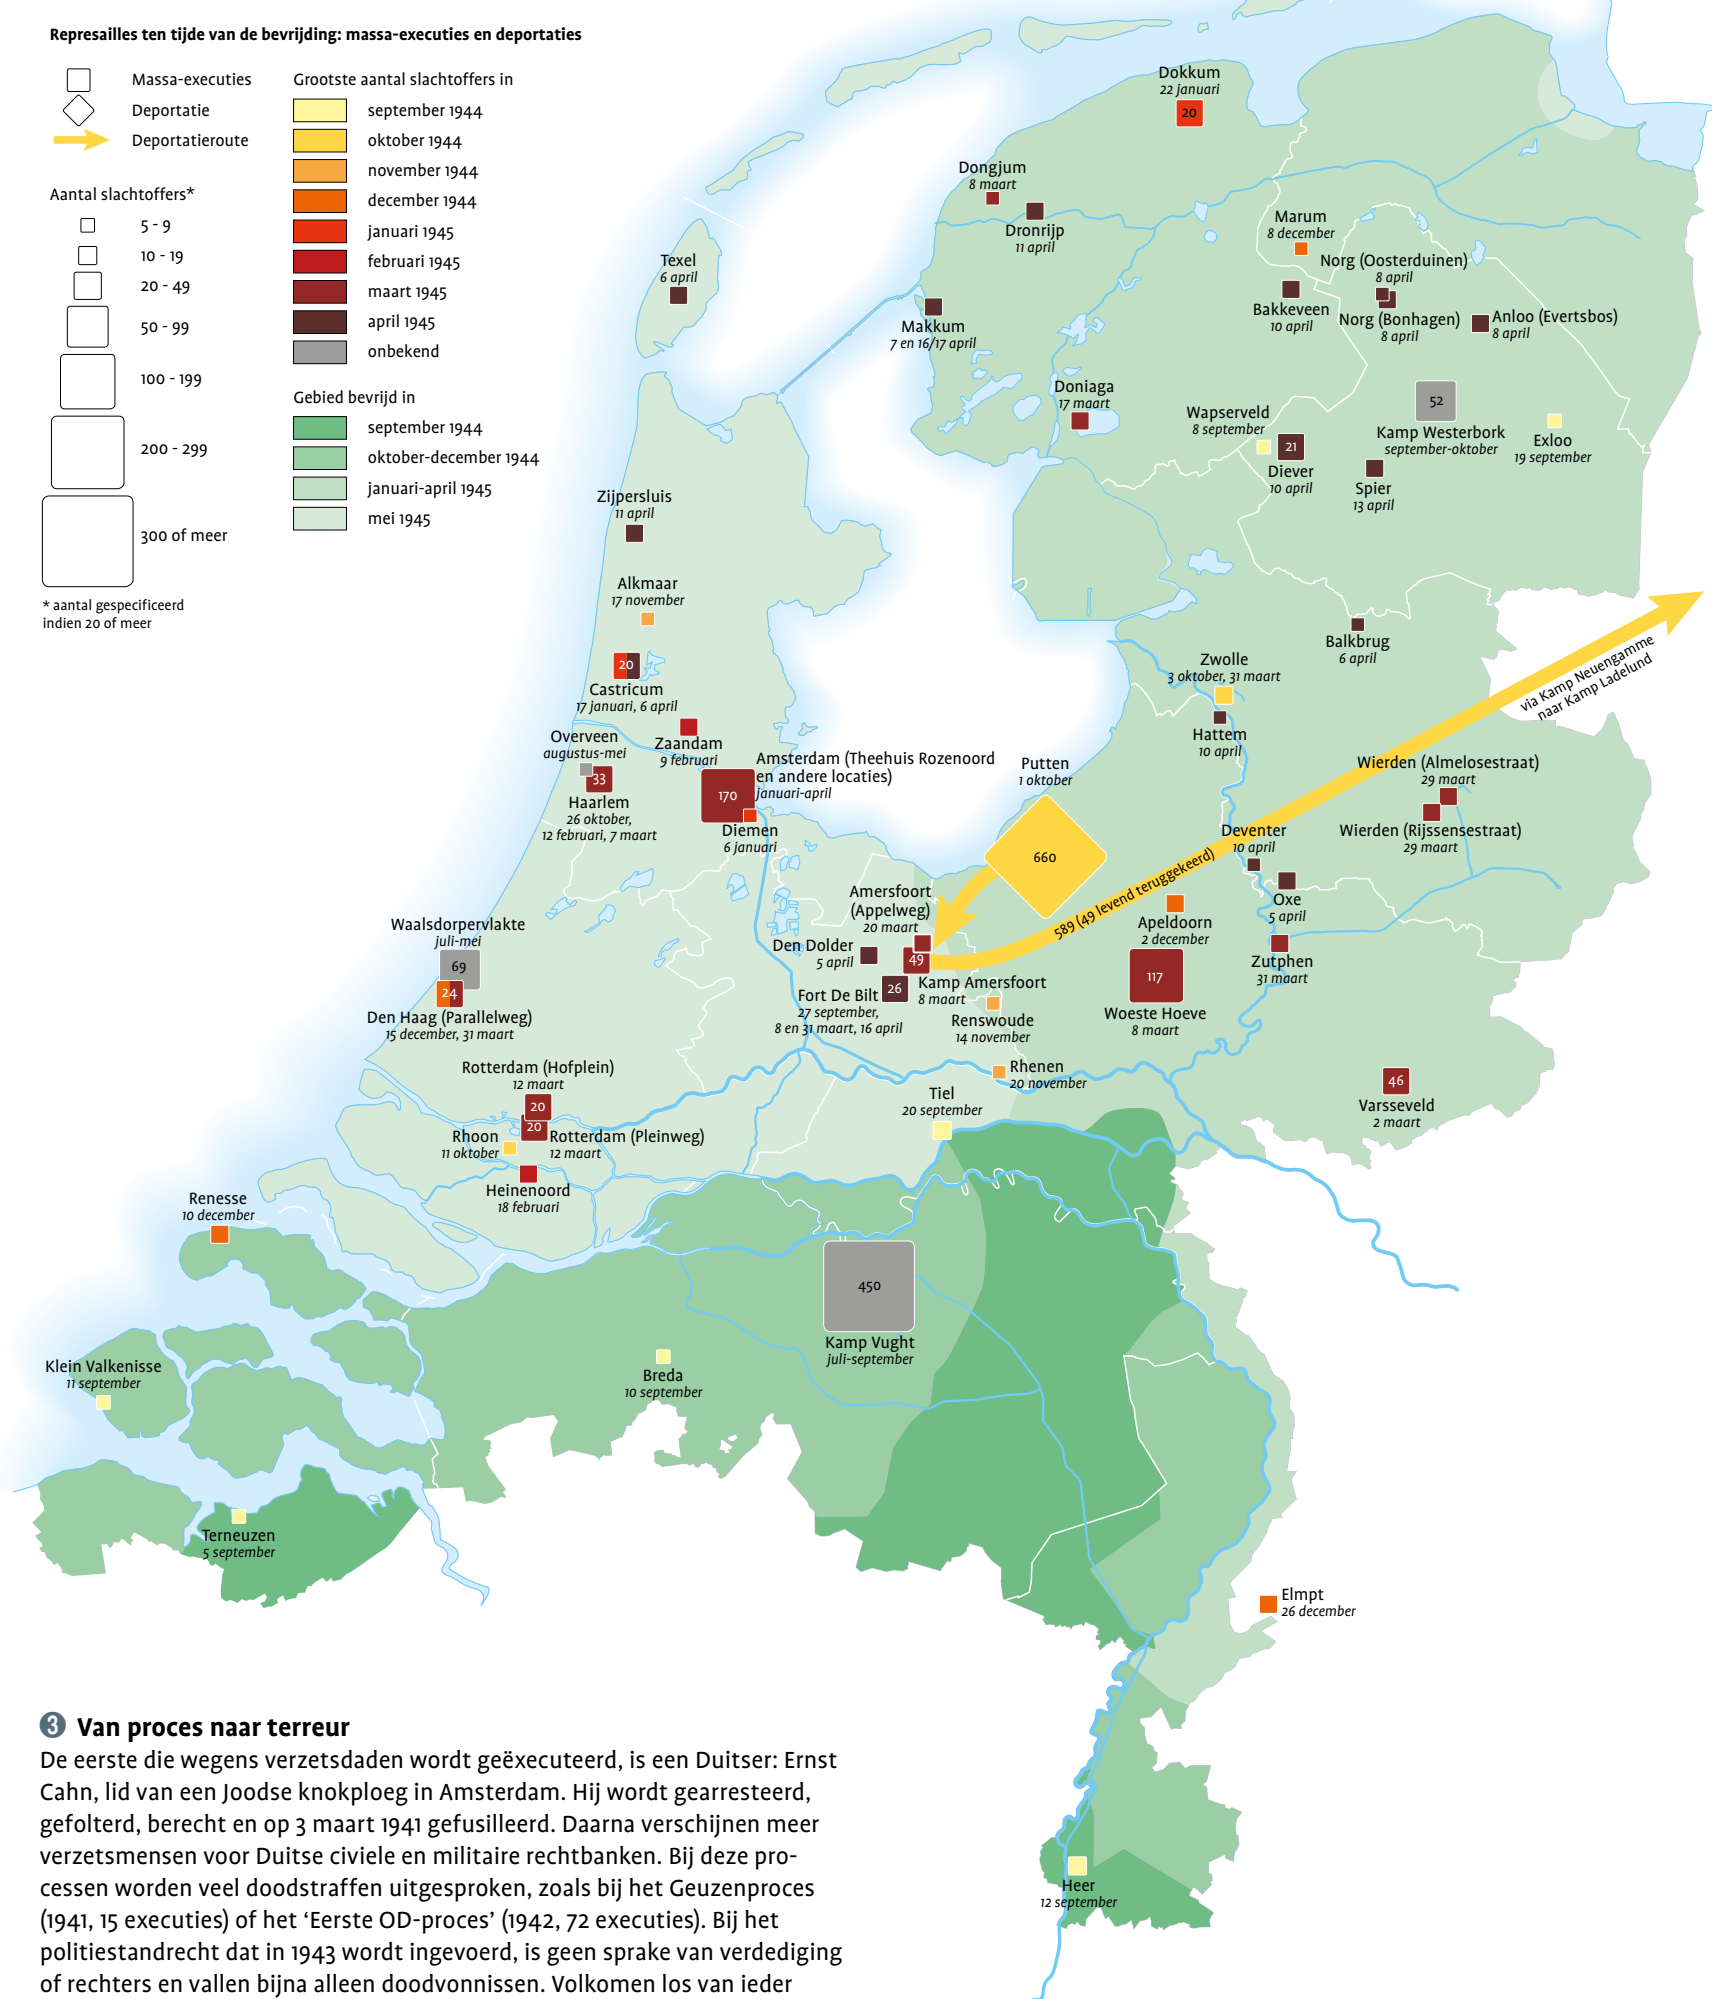 Represailles ten tijde van de bevrijding: massa-executies en deportaties
Massa-executies
Deportatie
Deportatieroute
Aantal slachtoffers*
5 - 9
10 - 19
20 - 49
50 - 99
100 - 199
200 - 299
300 of meer
* aantal gespecificeerd
indien 20 of meer
Grootste aantal slachtoffers in
september 1944
oktober 1944
november 1944
december 1944
januari 1945
februari 1945
maart 1945
april 1945
onbekend
Gebied bevrijd in
september 1944
oktober-december 1944
januari-april 1945
mei 1945
Dokkum
22 januari
20
Dongjum
8 maart
Dronrijp
11 april
Marum
8 december
Norg (Oosterduinen)
8 april
Texel
6 april
Makkum
7 en 16/17 april
Bakkeveen
10 april
Norg (Bonhagen)
8 april
Anloo (Evertsbos)
8 april
Doniaga
17 maart
Wapserveld
8 september
21
Diever
10 april
52
Kamp Westerbork
september-oktober
Exloo
19 september
Spier
13 april
Zijpersluis
11 april
Alkmaar
17 november
20
Castricum
17 januari, 6 april
Balkbrug
6 april
Zwolle
3 oktober, 31 maart
Hattem
10 april
via Kamp Neuengamme
naar Kamp Ladelund
Zaandam
9 februari
Overveen
augustus-mei
33
Haarlem
26 oktober,
12 februari, 7 maart
Amsterdam (Theehuis Rozenoord
en andere locaties)
januari-april
170
Diemen
6 januari
Putten
1 oktober
660
589 (49 levend teruggekeerd)
Wierden (Almelosestraat)
29 maart
Wierden (Rijssensestraat)
29 maart
Deventer
10 april
Oxe
5 april
Apeldoorn
2 december
Zutphen
31 maart
117
Woeste Hoeve
8 maart
Amersfoort
(Appelweg)
20 maart
Den Dolder
5 april
49
Kamp Amersfoort
8 maart
26
Fort De Bilt
27 september,
8 en 31 maart, 16 april
Renswoude
14 november
Waalsdorpervlakte
juli-mei
69
24
Den Haag (Parallelweg)
15 december, 31 maart
Rhenen
20 november
Rotterdam (Hofplein)
12 maart
20
20
Rotterdam (Pleinweg)
12 maart
Rhoon
11 oktober
Heinenoord
18 februari
Tiel
20 september
46
Varsseveld
2 maart
Renesse
10 december
450
Kamp Vught
juli-september
Klein Valkenisse
11 september
Breda
10 september
Terneuzen
5 september
Elmpt
26 december
Heer
12 september
3 Van proces naar terreur
De eerste die wegens verzetsdaden wordt geëxecuteerd, is een Duitser: Ernst
Cahn, lid van een Joodse knokploeg in Amsterdam. Hij wordt gearresteerd,
gefolterd, berecht en op 3 maart 1941 gefusilleerd. Daarna verschijnen meer
verzetsmensen voor Duitse civiele en militaire rechtbanken. Bij deze pro-
cessen worden veel doodstraffen uitgesproken, zoals bij het Geuzenproces
(1941, 15 executies) of het ‘Eerste OD-proces’ (1942, 72 executies). Bij het
politiestandrecht dat in 1943 wordt ingevoerd, is geen sprake van verdediging
of rechters en vallen bijna alleen doodvonnissen. Volkomen los van ieder